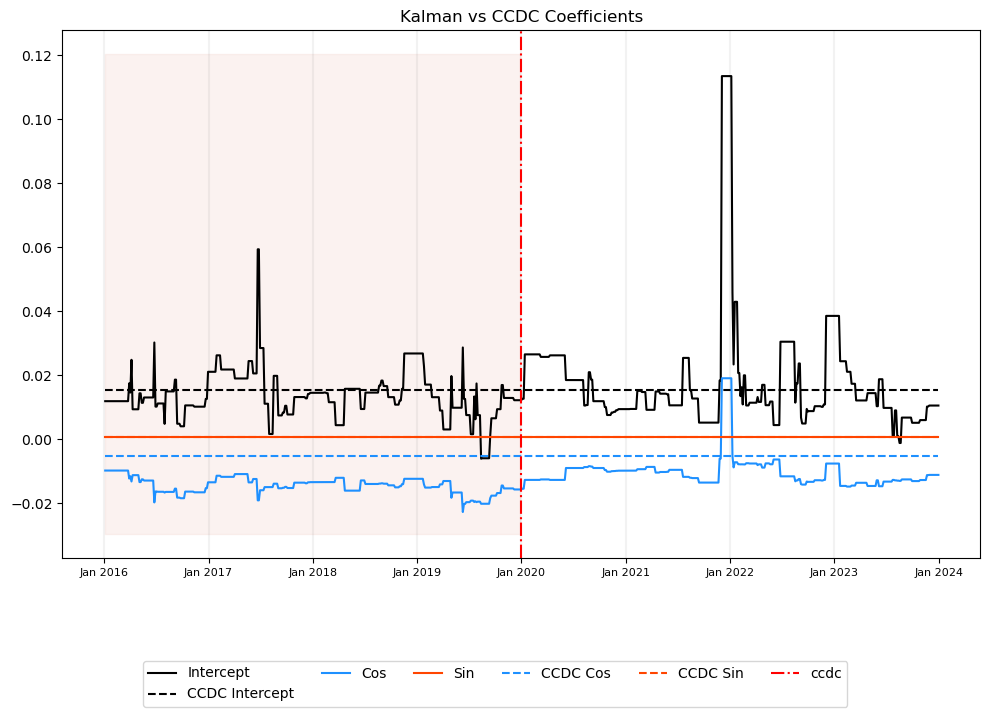 Kalman vs CCDC Coefficients
0.12
0.10
0.08
0.06
0.04
0.02
0.00
−0.02
Jan 2016 Jan 2017 Jan 2018 Jan 2019 Jan 2020 Jan 2021 Jan 2022 Jan 2023 Jan 2024
Intercept Cos Sin CCDC Cos CCDC Sin ccdc
CCDC Intercept